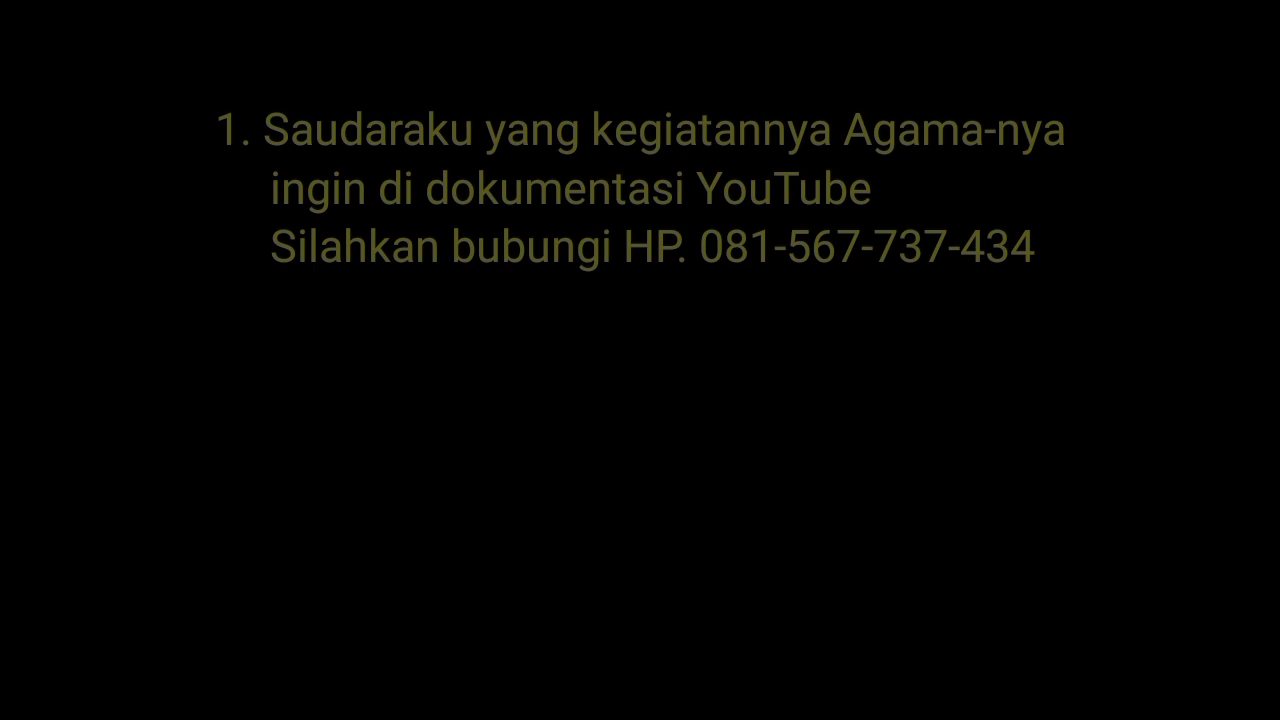 1. Saudaraku yang kegiatannya Agama-nya
ingin di dokumentasi YouTube
Silahkan bubungi HP. 081-567-737-434